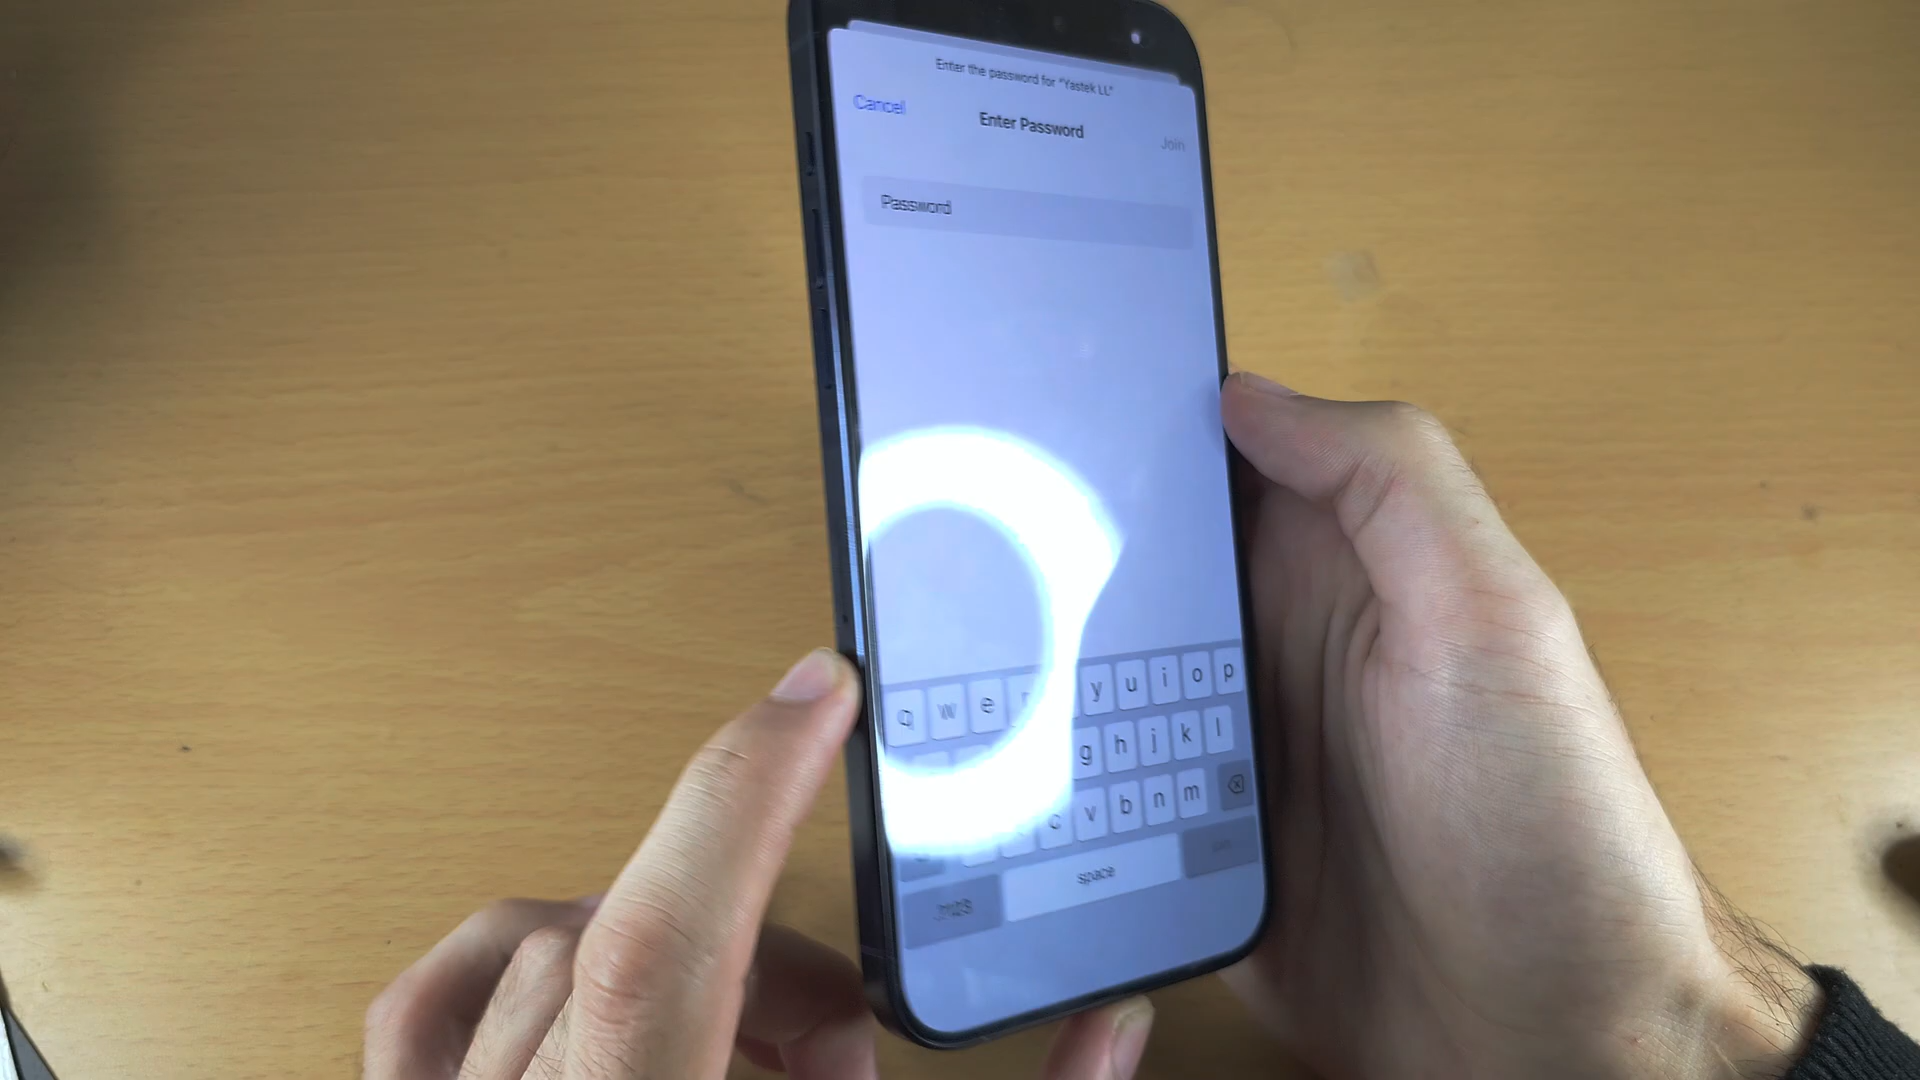 Enter the password for "Yastek LL"
Cancel
Enter Password
Join
Password
q w e r y u i o p
g h j k l
c v b n m
space